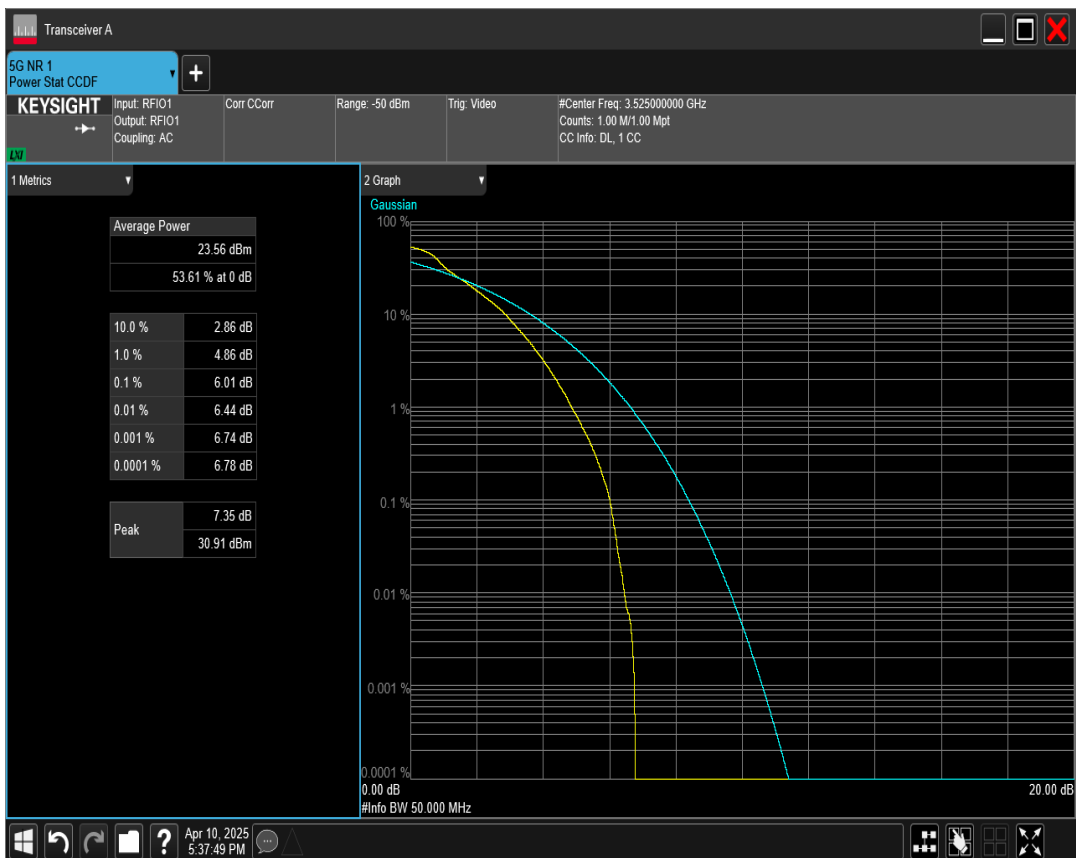 Transceiver A
5G NR 1
Power Stat CCDF
KEYSIGHT
LXI
Input: RFIO1
Output: RFIO1
Coupling: AC
Corr CCorr
Range: -50 dBm
Trig: Video
#Center Freq: 3.525000000 GHz
Counts: 1.00 M/1.00 Mpt
CC Info: DL, 1 CC
1 Metrics
Average Power
23.56 dBm
53.61 % at 0 dB
10.0 % 2.86 dB
1.0 % 4.86 dB
0.1 % 6.01 dB
0.01 % 6.44 dB
0.001 % 6.74 dB
0.0001 % 6.78 dB
Peak
7.35 dB
30.91 dBm
2 Graph
Gaussian
100 %
10 %
1 %
0.1 %
0.01 %
0.001 %
0.0001 %
0.00 dB 20.00 dB
#Info BW 50.000 MHz
?
Apr 10, 2025
5:37:49 PM